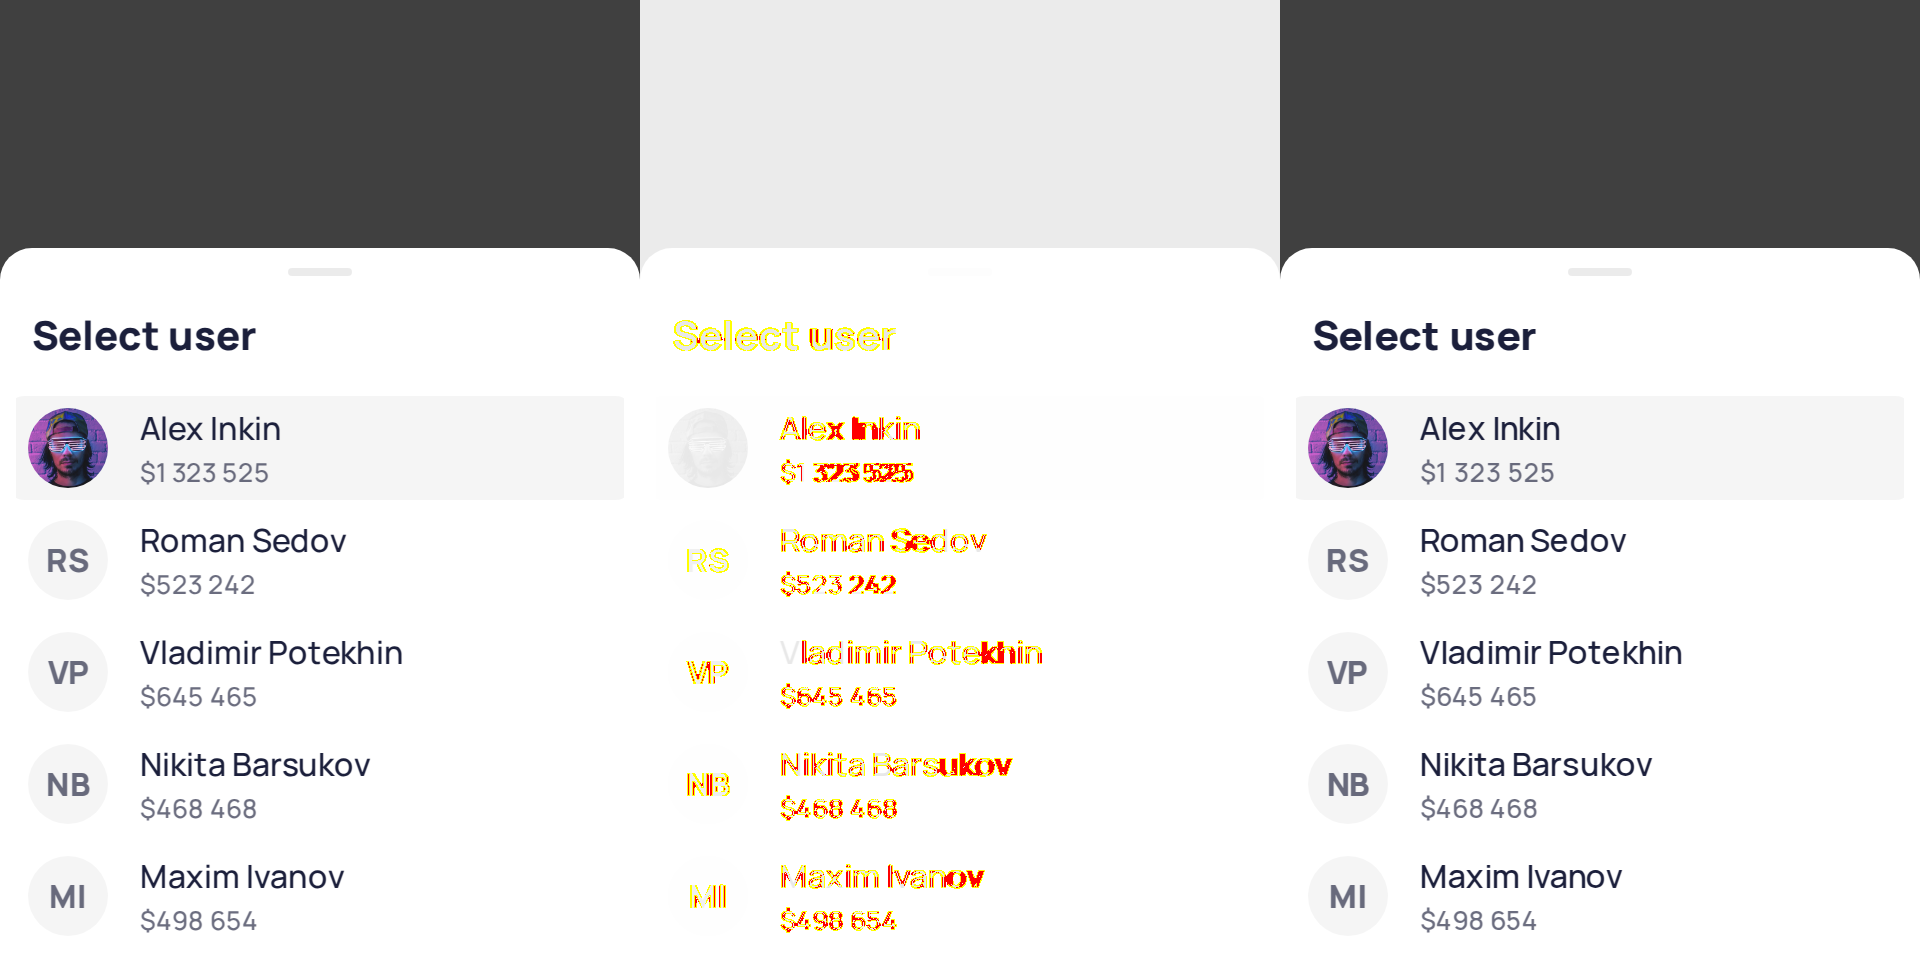 Select user
Alex Inkin
$1 323 525
RS
Roman Sedov
$523 242
VP
Vladimir Potekhin
$645 465
NB
Nikita Barsukov
$468 468
MI
Maxim Ivanov
$498 654
Select user
Alex Inkin
$1 323 525
RS
Roman Sedov
$523 242
VP
Vladimir Potekhin
$645 465
NB
Nikita Barsukov
$468 468
MI
Maxim Ivanov
$498 654
Select user
Alex Inkin
$1 323 525
RS
Roman Sedov
$523 242
VP
Vladimir Potekhin
$645 465
NB
Nikita Barsukov
$468 468
MI
Maxim Ivanov
$498 654